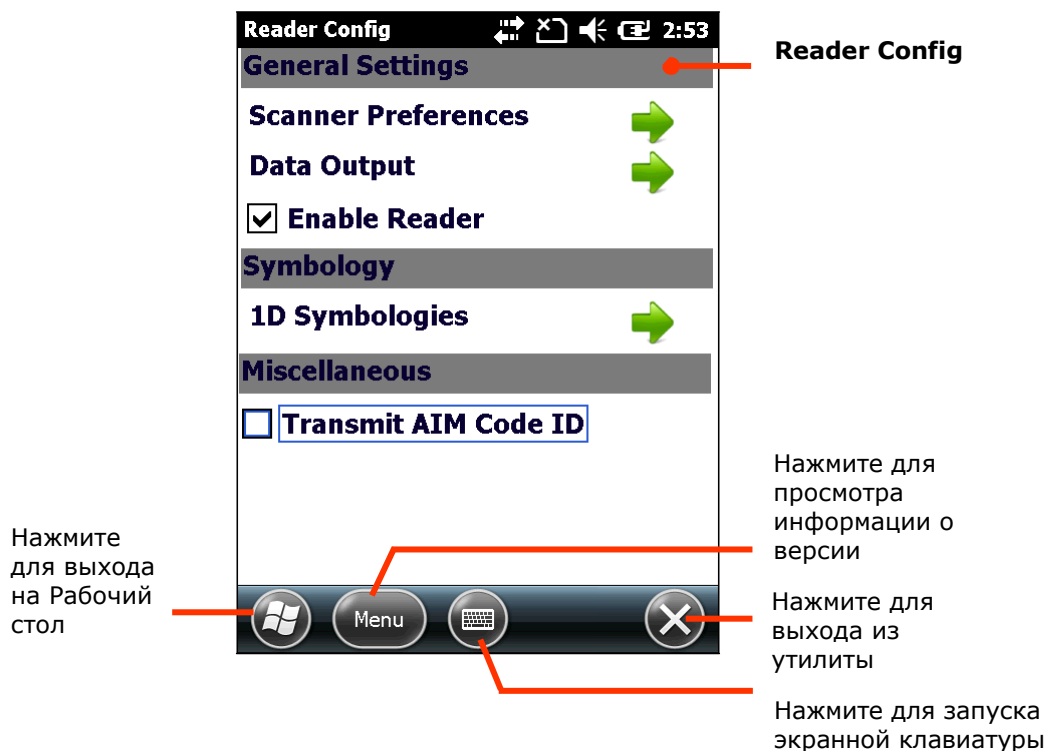 Reader Config 2:53
General Settings
Scanner Preferences
Data Output
Enable Reader
Symbology
1D Symbologies
Miscellaneous
Transmit AIM Code ID
Menu
Reader Config
Нажмите для
просмотра
информации о
версии
Нажмите
для выхода
на Рабочий
стол
Нажмите для
выхода из
утилиты
Нажмите для запуска
экранной клавиатуры